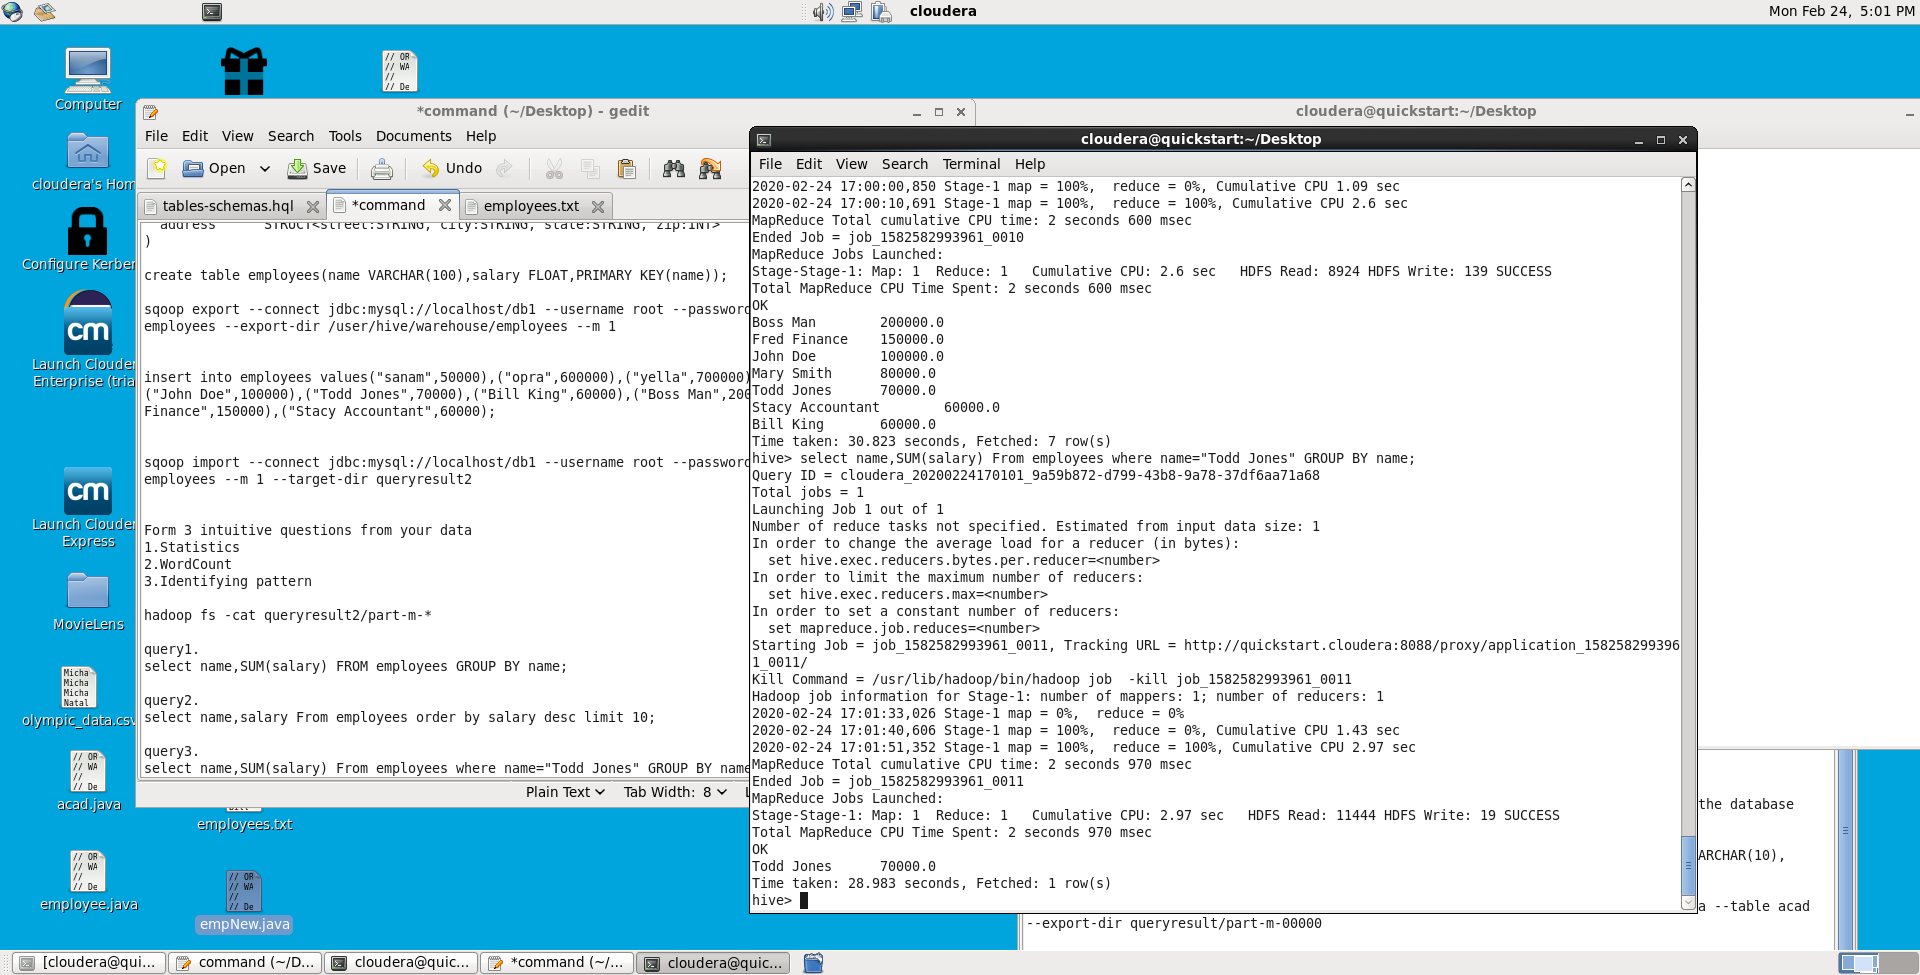 cloudera
Mon Feb 24, 5:01 PM
Computer
cloudera's Hom
Configure Kerber
cm
Launch Clouder
Enterprise (tria
cm
Launch Clouder
Express
MovieLens
Micha
Micha
Micha
Natal
olympic_data.csv
// OR
// WA
//
// De
acad.java
// OR
// WA
//
// De
employee.java
// OR
// WA
//
// De
employees.txt
// OR
// WA
//
// De
empNew.java
*command (~/Desktop) - gedit
File Edit View Search Tools Documents Help
Open Save Undo
tables-schemas.hql *command employees.txt
address STRUCT<street:STRING, city:STRING, state:STRING, zip:INT>
)
create table employees(name VARCHAR(100),salary FLOAT,PRIMARY KEY(name));
sqoop export --connect jdbc:mysql://localhost/db1 --username root --password
employees --export-dir /user/hive/warehouse/employees --m 1
insert into employees values("sanam",50000),("opra",600000),("yella",700000)
("John Doe",100000),("Todd Jones",70000),("Bill King",60000),("Boss Man",200
Finance",150000),("Stacy Accountant",60000);
sqoop import --connect jdbc:mysql://localhost/db1 --username root --password
employees --m 1 --target-dir queryresult2
Form 3 intuitive questions from your data
1.Statistics
2.WordCount
3.Identifying pattern
hadoop fs -cat queryresult2/part-m-*
query1.
select name,SUM(salary) FROM employees GROUP BY name;
query2.
select name,salary From employees order by salary desc limit 10;
query3.
select name,SUM(salary) From employees where name="Todd Jones" GROUP BY name
Plain Text Tab Width: 8
cloudera@quickstart:~/Desktop
cloudera@quickstart:~/Desktop
File Edit View Search Terminal Help
2020-02-24 17:00:00,850 Stage-1 map = 100%, reduce = 0%, Cumulative CPU 1.09 sec
2020-02-24 17:00:10,691 Stage-1 map = 100%, reduce = 100%, Cumulative CPU 2.6 sec
MapReduce Total cumulative CPU time: 2 seconds 600 msec
Ended Job = job_1582582993961_0010
MapReduce Jobs Launched:
Stage-Stage-1: Map: 1 Reduce: 1 Cumulative CPU: 2.6 sec HDFS Read: 8924 HDFS Write: 139 SUCCESS
Total MapReduce CPU Time Spent: 2 seconds 600 msec
OK
Boss Man 200000.0
Fred Finance 150000.0
John Doe 100000.0
Mary Smith 80000.0
Todd Jones 70000.0
Stacy Accountant 60000.0
Bill King 60000.0
Time taken: 30.823 seconds, Fetched: 7 row(s)
hive> select name,SUM(salary) From employees where name="Todd Jones" GROUP BY name;
Query ID = cloudera_20200224170101_9a59b872-d799-43b8-9a78-37df6aa71a68
Total jobs = 1
Launching Job 1 out of 1
Number of reduce tasks not specified. Estimated from input data size: 1
In order to change the average load for a reducer (in bytes):
set hive.exec.reducers.bytes.per.reducer=<number>
In order to limit the maximum number of reducers:
set hive.exec.reducers.max=<number>
In order to set a constant number of reducers:
set mapreduce.job.reduces=<number>
Starting Job = job_1582582993961_0011, Tracking URL = http://quickstart.cloudera:8088/proxy/application_158258299396
1_0011/
Kill Command = /usr/lib/hadoop/bin/hadoop job -kill job_1582582993961_0011
Hadoop job information for Stage-1: number of mappers: 1; number of reducers: 1
2020-02-24 17:01:33,026 Stage-1 map = 0%, reduce = 0%
2020-02-24 17:01:40,606 Stage-1 map = 100%, reduce = 0%, Cumulative CPU 1.43 sec
2020-02-24 17:01:51,352 Stage-1 map = 100%, reduce = 100%, Cumulative CPU 2.97 sec
MapReduce Total cumulative CPU time: 2 seconds 970 msec
Ended Job = job_1582582993961_0011
MapReduce Jobs Launched:
Stage-Stage-1: Map: 1 Reduce: 1 Cumulative CPU: 2.97 sec HDFS Read: 11444 HDFS Write: 19 SUCCESS
Total MapReduce CPU Time Spent: 2 seconds 970 msec
OK
Todd Jones 70000.0
Time taken: 28.983 seconds, Fetched: 1 row(s)
hive>
the database
ARCHAR(10),
a --table acad
--export-dir queryresult/part-m-00000
[cloudera@qui... command (~/D... cloudera@quic... *command (~/... cloudera@quic...